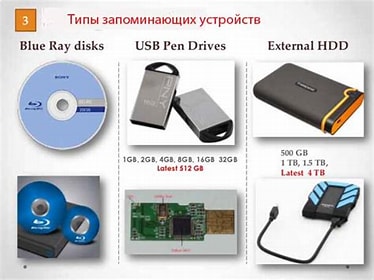 3
Типы запоминающих устройств
Blue Ray disks
USB Pen Drives
External HDD
SONY
1GB, 2GB, 4GB, 8GB, 16GB 32GB
Latest 512 GB
500 GB
1 TB, 1.5 TB,
Latest 4 TB